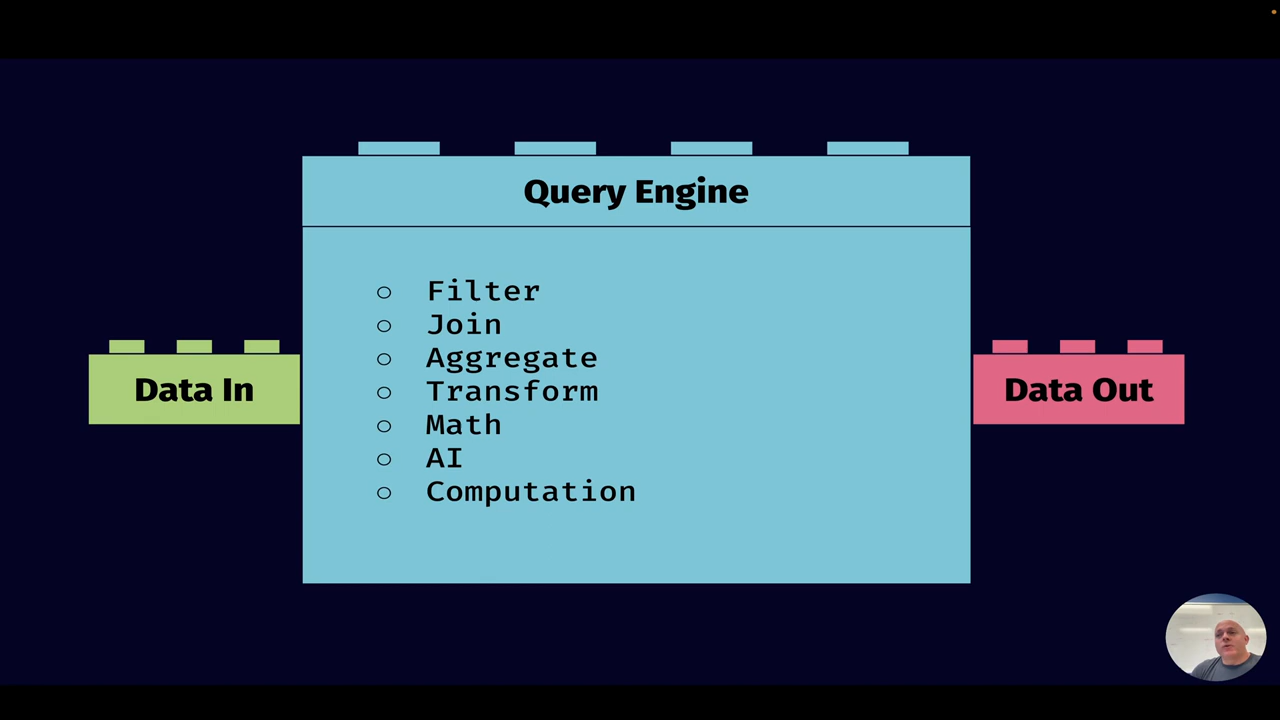 Query Engine
○ Filter
○ Join
○ Aggregate
○ Transform
○ Math
○ AI
○ Computation
Data In
Data Out